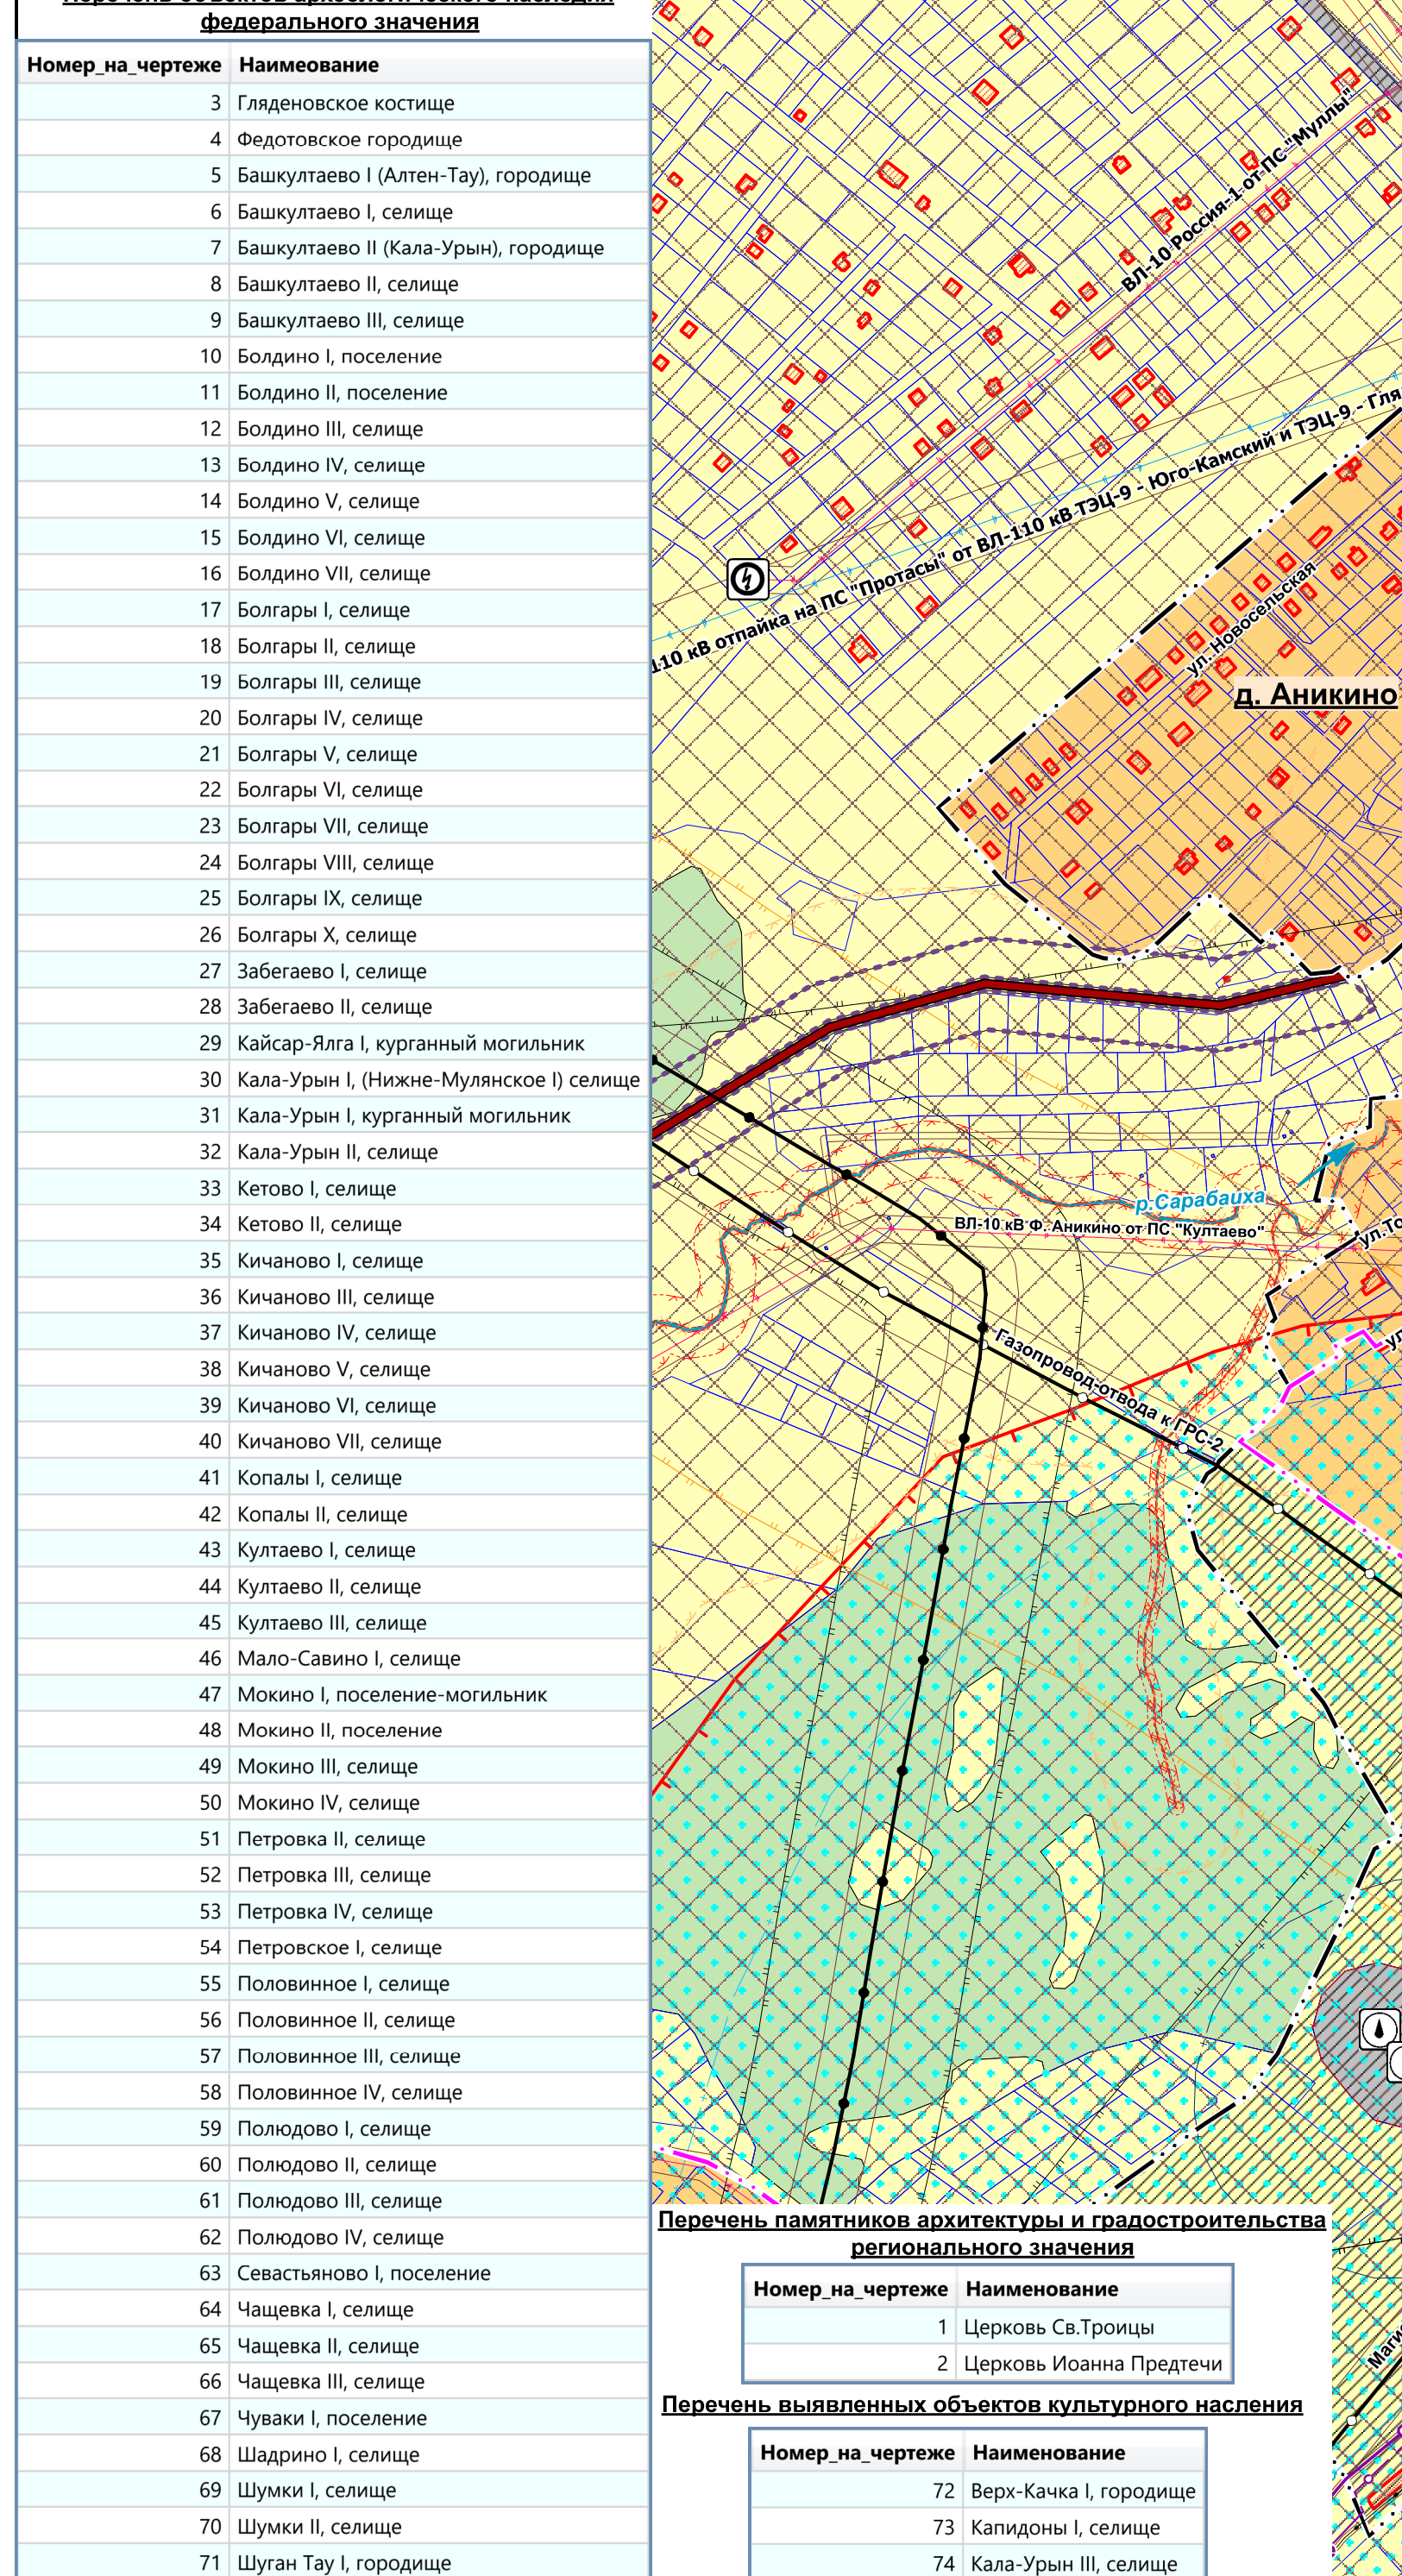 Перечень объектов археологического наследия
федерального значения
Номер_на_чертеже Наимеование
3 Гляденовское костище
4 Федотовское городище
5 Башкултаево I (Алтен-Тау), городище
6 Башкултаево I, селище
7 Башкултаево II (Кала-Урын), городище
8 Башкултаево II, селище
9 Башкултаево III, селище
10 Болдино I, поселение
11 Болдино II, поселение
12 Болдино III, селище
13 Болдино IV, селище
14 Болдино V, селище
15 Болдино VI, селище
16 Болдино VII, селище
17 Болгары I, селище
18 Болгары II, селище
19 Болгары III, селище
20 Болгары IV, селище
21 Болгары V, селище
22 Болгары VI, селище
23 Болгары VII, селище
24 Болгары VIII, селище
25 Болгары IX, селище
26 Болгары X, селище
27 Забегаево I, селище
28 Забегаево II, селище
29 Кайсар-Ялга I, курганный могильник
30 Кала-Урын I, (Нижне-Мулянское I) селище
31 Кала-Урын I, курганный могильник
32 Кала-Урын II, селище
33 Кетово I, селище
34 Кетово II, селище
35 Кичаново I, селище
36 Кичаново III, селище
37 Кичаново IV, селище
38 Кичаново V, селище
39 Кичаново VI, селище
40 Кичаново VII, селище
41 Копалы I, селище
42 Копалы II, селище
43 Култаево I, селище
44 Култаево II, селище
45 Култаево III, селище
46 Мало-Савино I, селище
47 Мокино I, поселение-могильник
48 Мокино II, поселение
49 Мокино III, селище
50 Мокино IV, селище
51 Петровка II, селище
52 Петровка III, селище
53 Петровка IV, селище
54 Петровское I, селище
55 Половинное I, селище
56 Половинное II, селище
57 Половинное III, селище
58 Половинное IV, селище
59 Полюдово I, селище
60 Полюдово II, селище
61 Полюдово III, селище
62 Полюдово IV, селище
63 Севастьяново I, поселение
64 Чащевка I, селище
65 Чащевка II, селище
66 Чащевка III, селище
67 Чуваки I, поселение
68 Шадрино I, селище
69 Шумки I, селище
70 Шумки II, селище
71 Шуган Тау I, городище
ВЛ-10 Россия-1 от ПС "Муллы"
110 кВ отпайка на ПС "Протасы" от ВЛ-110 кВ ТЭЦ-9 - Юго-Камский и ТЭЦ-9 - Гля
ул. Новосельская
д. Аникино
р.Сарабаиха
ВЛ-10 кВ Ф. Аникино от ПС "Култаево"
ул.То
ул
Газопровод-отвода к ГРС-2
Перечень памятников архитектуры и градостроительства
регионального значения
Номер_на_чертеже Наименование
1 Церковь Св.Троицы
2 Церковь Иоанна Предтечи
Маги
Перечень выявленных объектов культурного насления
Номер_на_чертеже Наименование
72 Верх-Качка I, городище
73 Капидоны I, селище
74 Кала-Урын III, селище